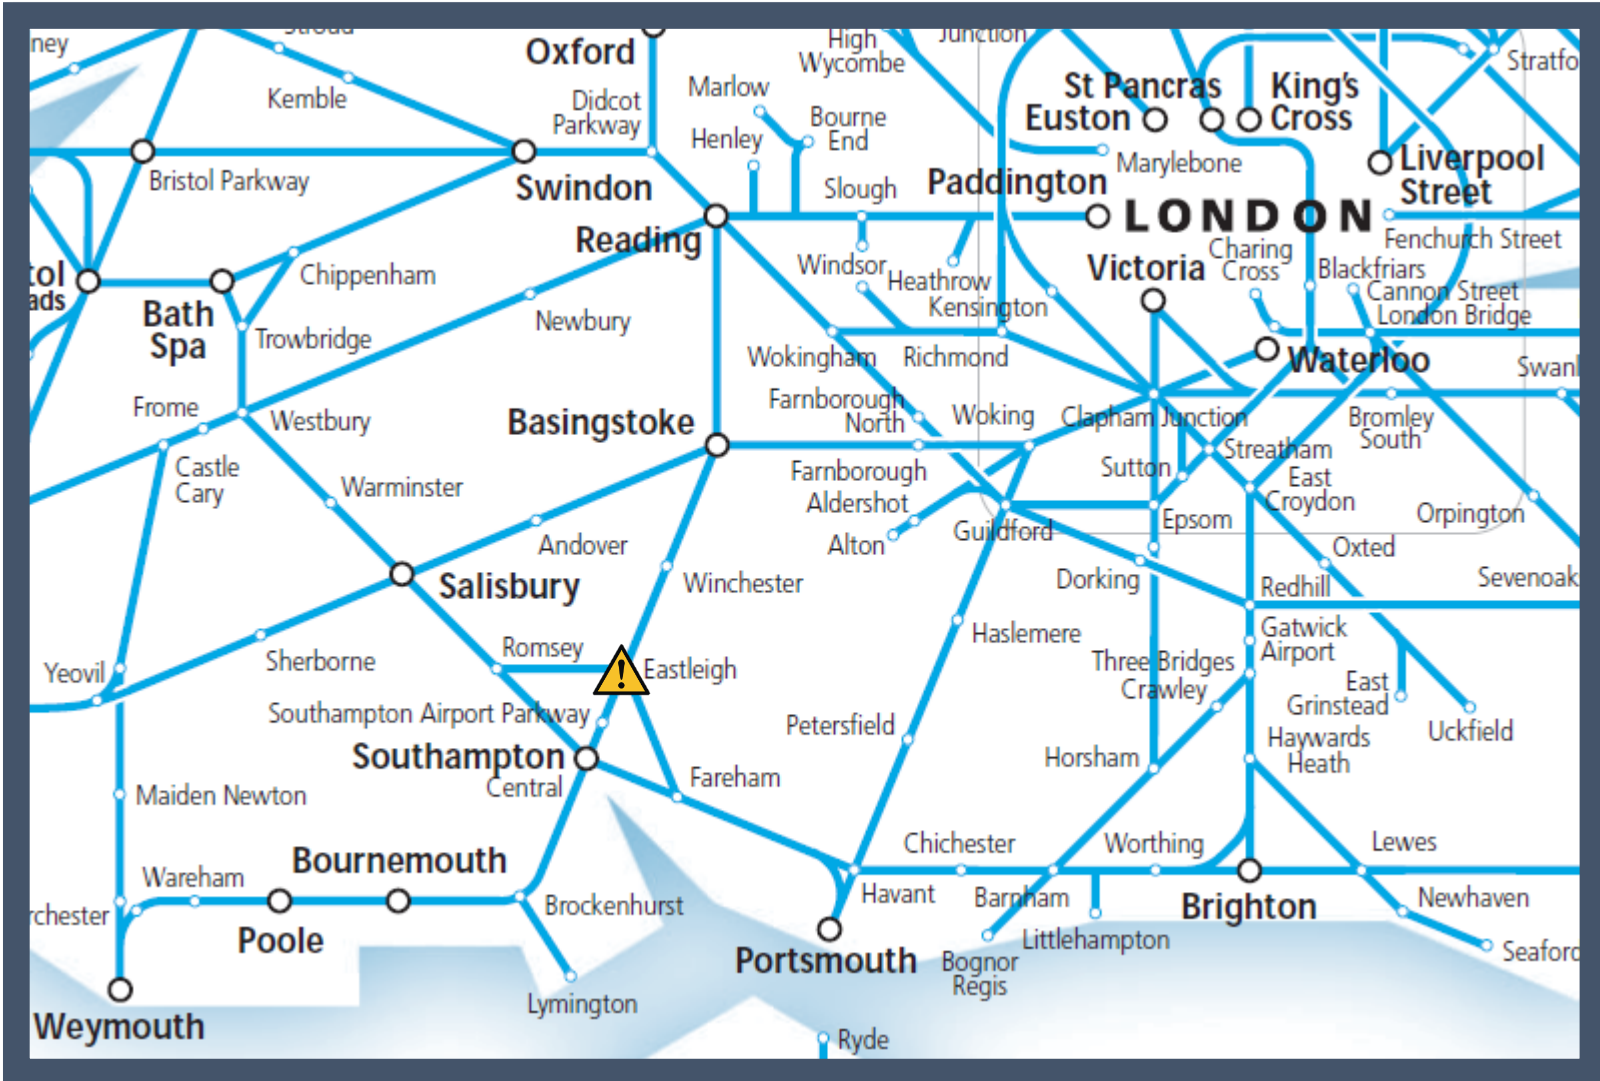 Oxford
High
Wycombe
Junction
Kemble
Didcot
Parkway
Marlow
Bourne
End
Henley
St Pancras
Euston
King's
Cross
Bristol Parkway
Swindon
Slough
Paddington
Marylebone
Liverpool
Street
LONDON
Reading
Fenchurch Street
Chippenham
Windsor
Heathrow
Kensington
Victoria
Charing
Cross
Blackfriars
Cannon Street
London Bridge
Bath
Spa
Trowbridge
Newbury
Wokingham
Richmond
Waterloo
Frome
Westbury
Basingstoke
Farnborough
North
Woking
Clapham Junction
Bromley
South
Castle
Cary
Warminster
Farnborough
Aldershot
Alton
Guildford
Sutton
Streatham
East
Croydon
Epsom
Orpington
Andover
Salisbury
Winchester
Dorking
Oxted
Redhill
Sevenoak
Sherborne
Romsey
Eastleigh
Haslemere
Gatwick
Airport
Three Bridges
Crawley
East
Grinstead
Uckfield
Yeovil
Southampton Airport Parkway
Southampton
Central
Petersfield
Horsham
Haywards
Heath
Maiden Newton
Fareham
Wareham
Bournemouth
Poole
Brockenhurst
Lymington
Chichester
Worthing
Lewes
Havant
Barnham
Brighton
Newhaven
Littlehampton
Seaford
Portsmouth
Bognor
Regis
Weymouth
Ryde